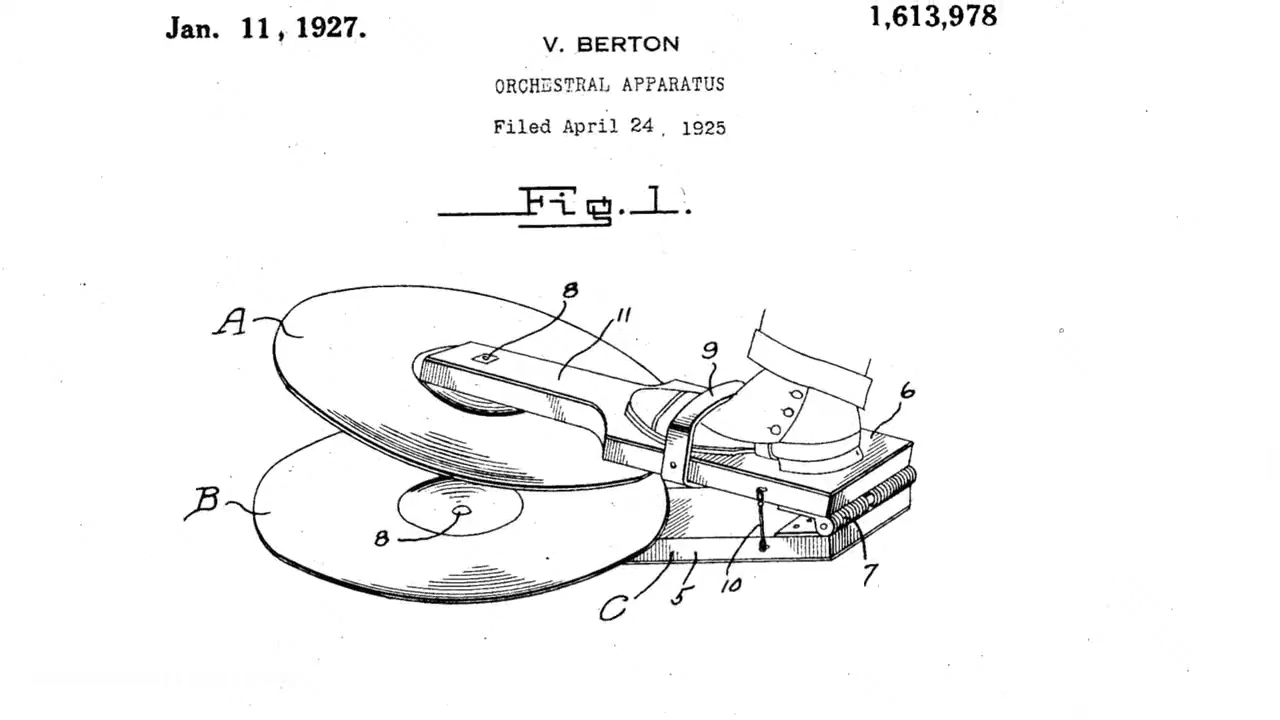 Jan. 11, 1927.
1,613,978
V. BERTON
ORCHESTRAL APPARATUS
Filed April 24, 1925
Fig. 1.
A
8
11
9
6
B
8
C
5
10
7